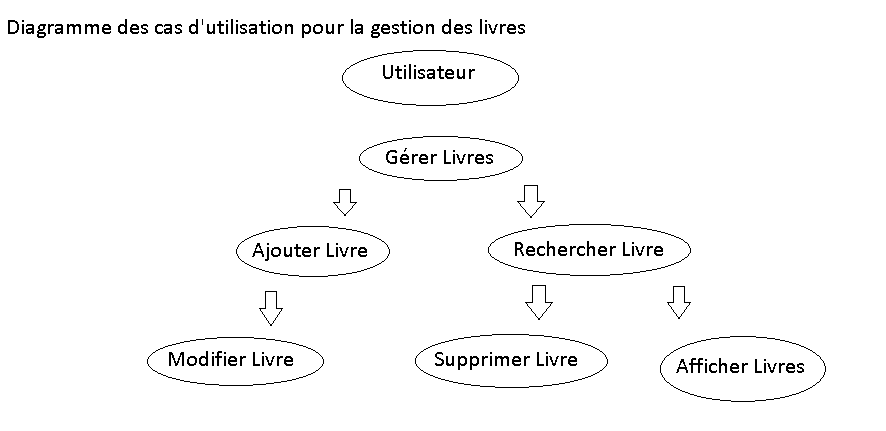 Diagramme des cas d'utilisation pour la gestion des livres
Utilisateur
Gérer Livres
Ajouter Livre
Rechercher Livre
Modifier Livre
Supprimer Livre
Afficher Livres